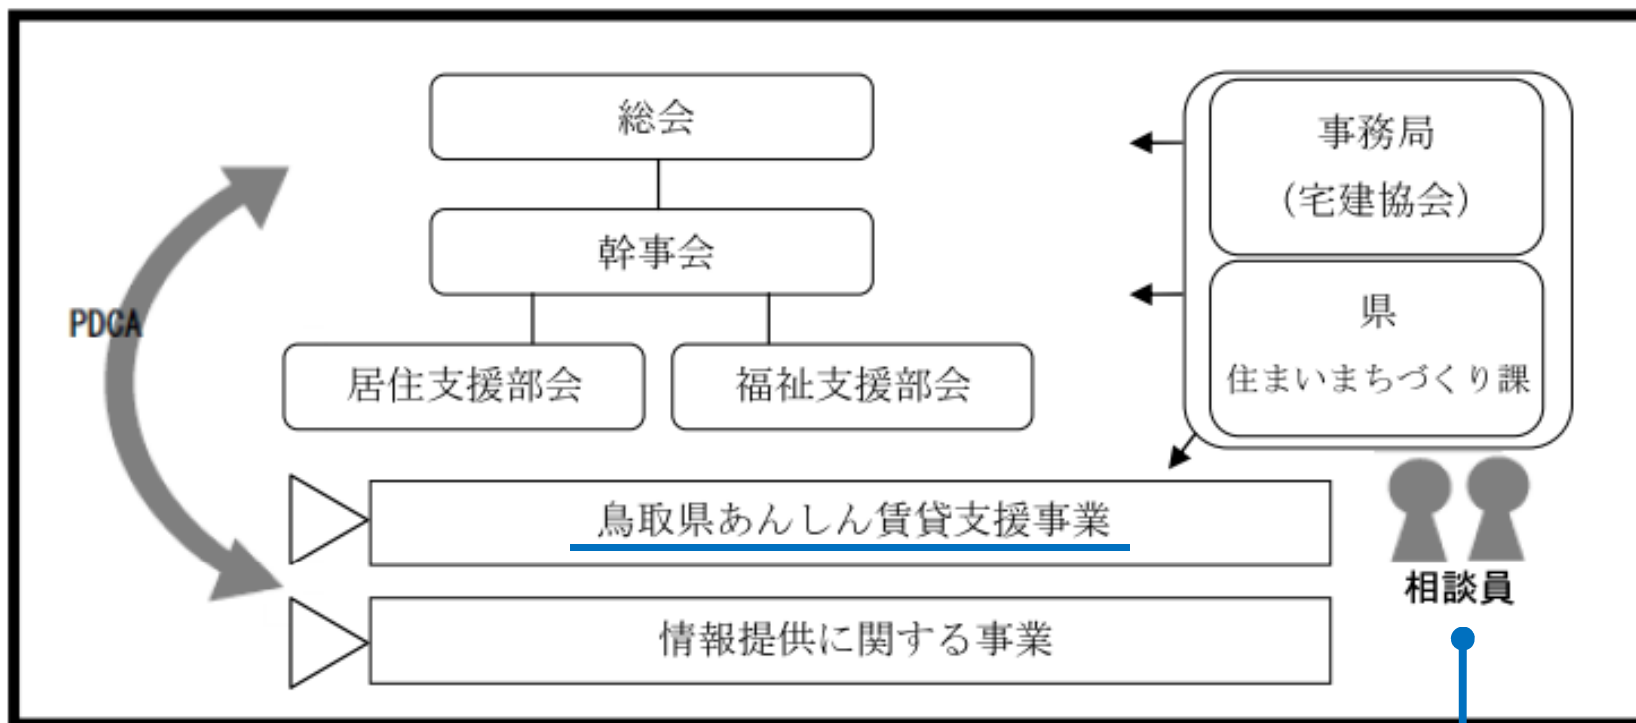 総会
事務局
(宅建協会)
幹事会
県
住まいまちづくり課
PDCA
居住支援部会
福祉支援部会
鳥取県あんしん賃貸支援事業
相談員
情報提供に関する事業